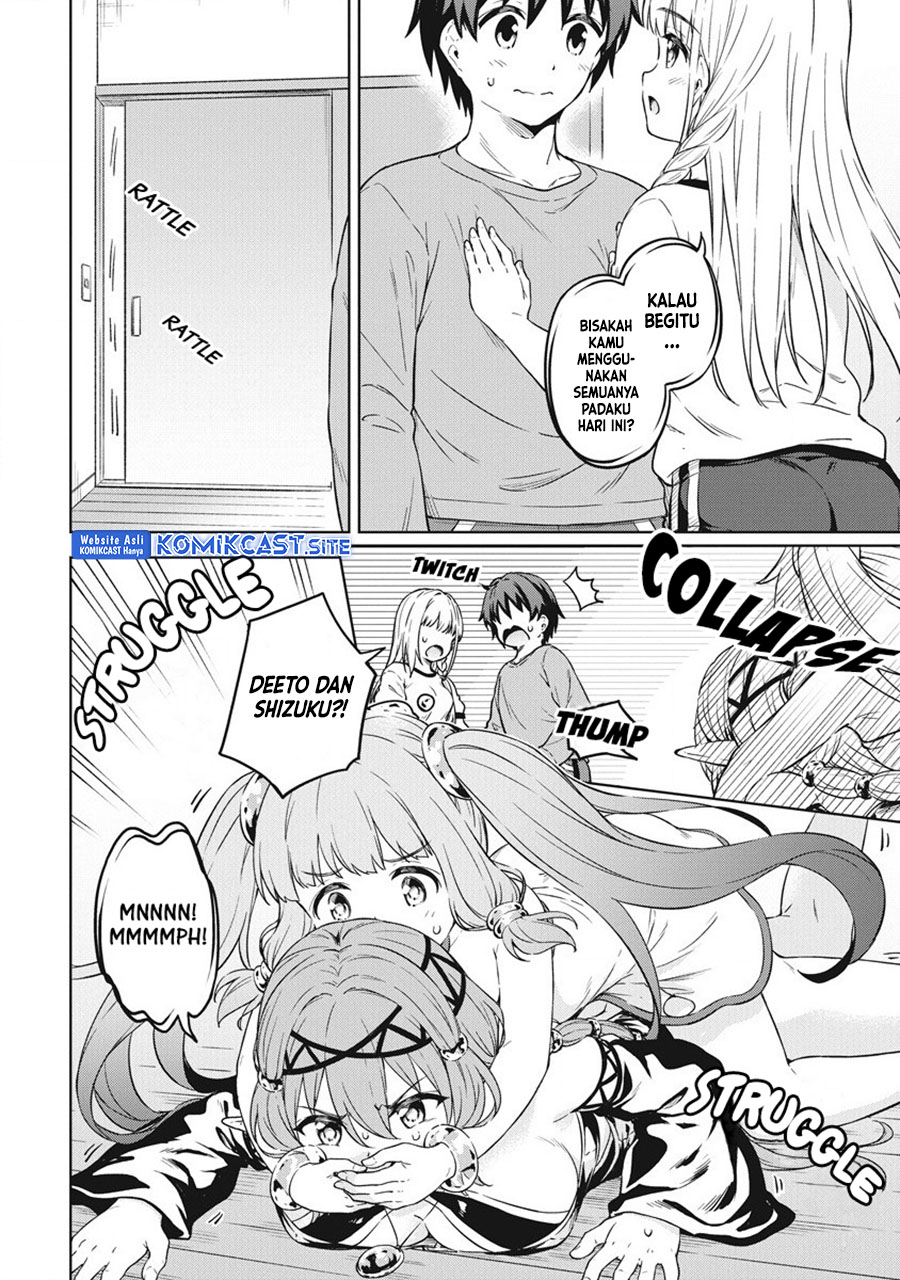 KALAU
BEGITU
...
BISAKAH
KAMU
MENGGU-
NAKAN
SEMUANYA
PADAKU
HARI INI?
RATTLE
RATTLE
Website Asli
KOMIKCAST Hanya
KOMIKCAST.SITE
COLLAPSE
THUMP
TWITCH
DEETO DAN
SHIZUKU?!
STRUGGLE
MNNNN!
MMMMPH!
STRUGGLE